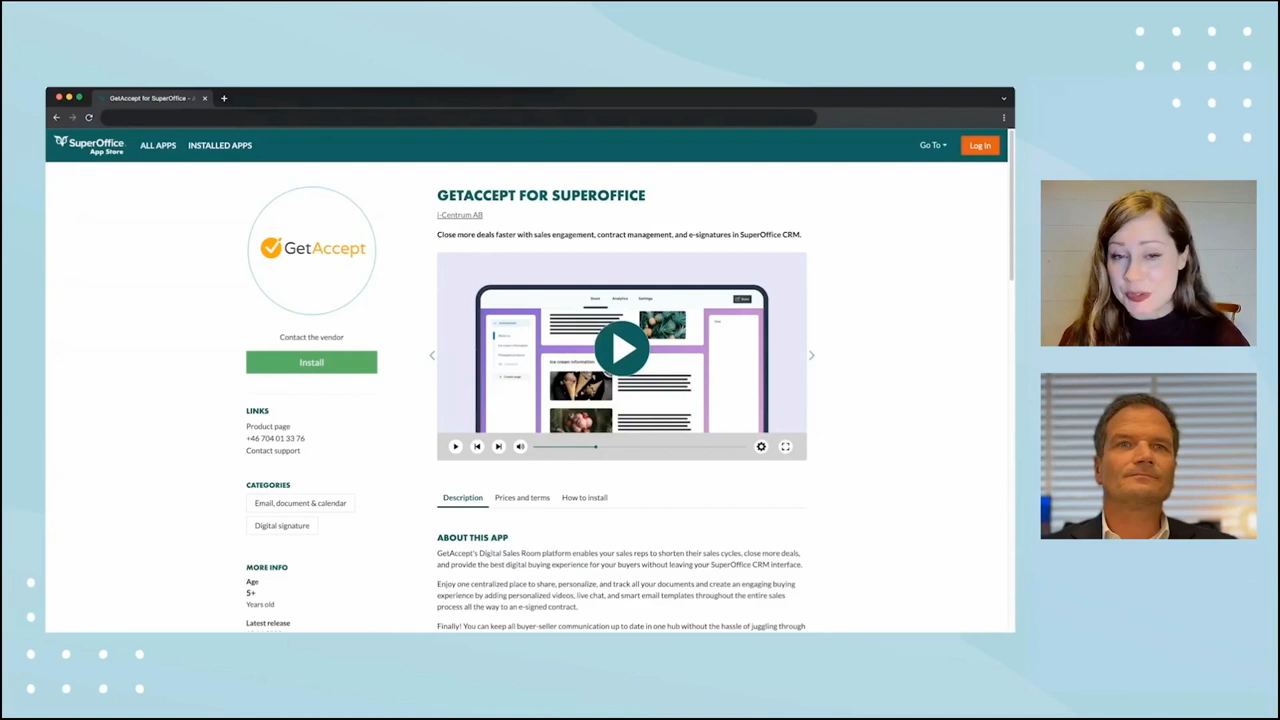 GetAccept for SuperOffice - A
SuperOffice
App Store
ALL APPS
INSTALLED APPS
Go To
Log In
GetAccept
Contact the vendor
Install
LINKS
Product page
+46 704 01 33 76
Contact support
CATEGORIES
Email, document & calendar
Digital signature
MORE INFO
Age
5+
Years old
Latest release
GETACCEPT FOR SUPEROFFICE
i-Centrum AB
Close more deals faster with sales engagement, contract management, and e-signatures in SuperOffice CRM.
Analytics
Settings
Ice cream information
Description
Prices and terms
How to install
ABOUT THIS APP
GetAccept's Digital Sales Room platform enables your sales reps to shorten their sales cycles, close more deals,
and provide the best digital buying experience for your buyers without leaving your SuperOffice CRM interface.
Enjoy one centralized place to share, personalize, and track all your documents and create an engaging buying
experience by adding personalized videos, live chat, and smart email templates throughout the entire sales
process all the way to an e-signed contract.
Finally! You can keep all buyer-seller communication up to date in one hub without the hassle of juggling through